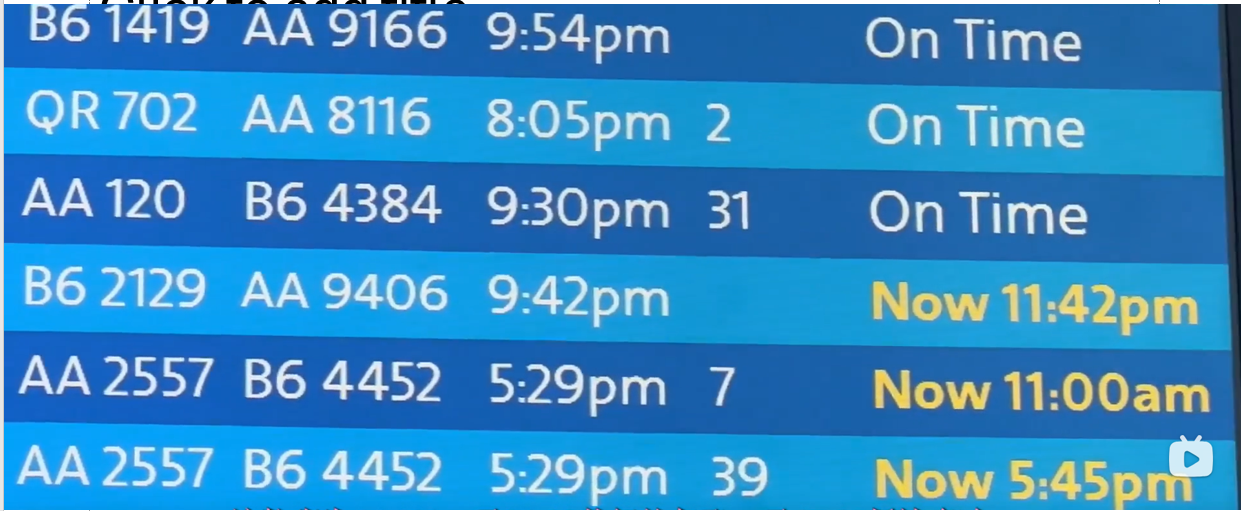 B6 1419 AA 9166 9:54pm On Time
QR 702 AA 8116 8:05pm 2 On Time
AA 120 B6 4384 9:30pm 31 On Time
B6 2129 AA 9406 9:42pm Now 11:42pm
AA 2557 B6 4452 5:29pm 7 Now 11:00am
AA 2557 B6 4452 5:29pm 39 Now 5:45pm